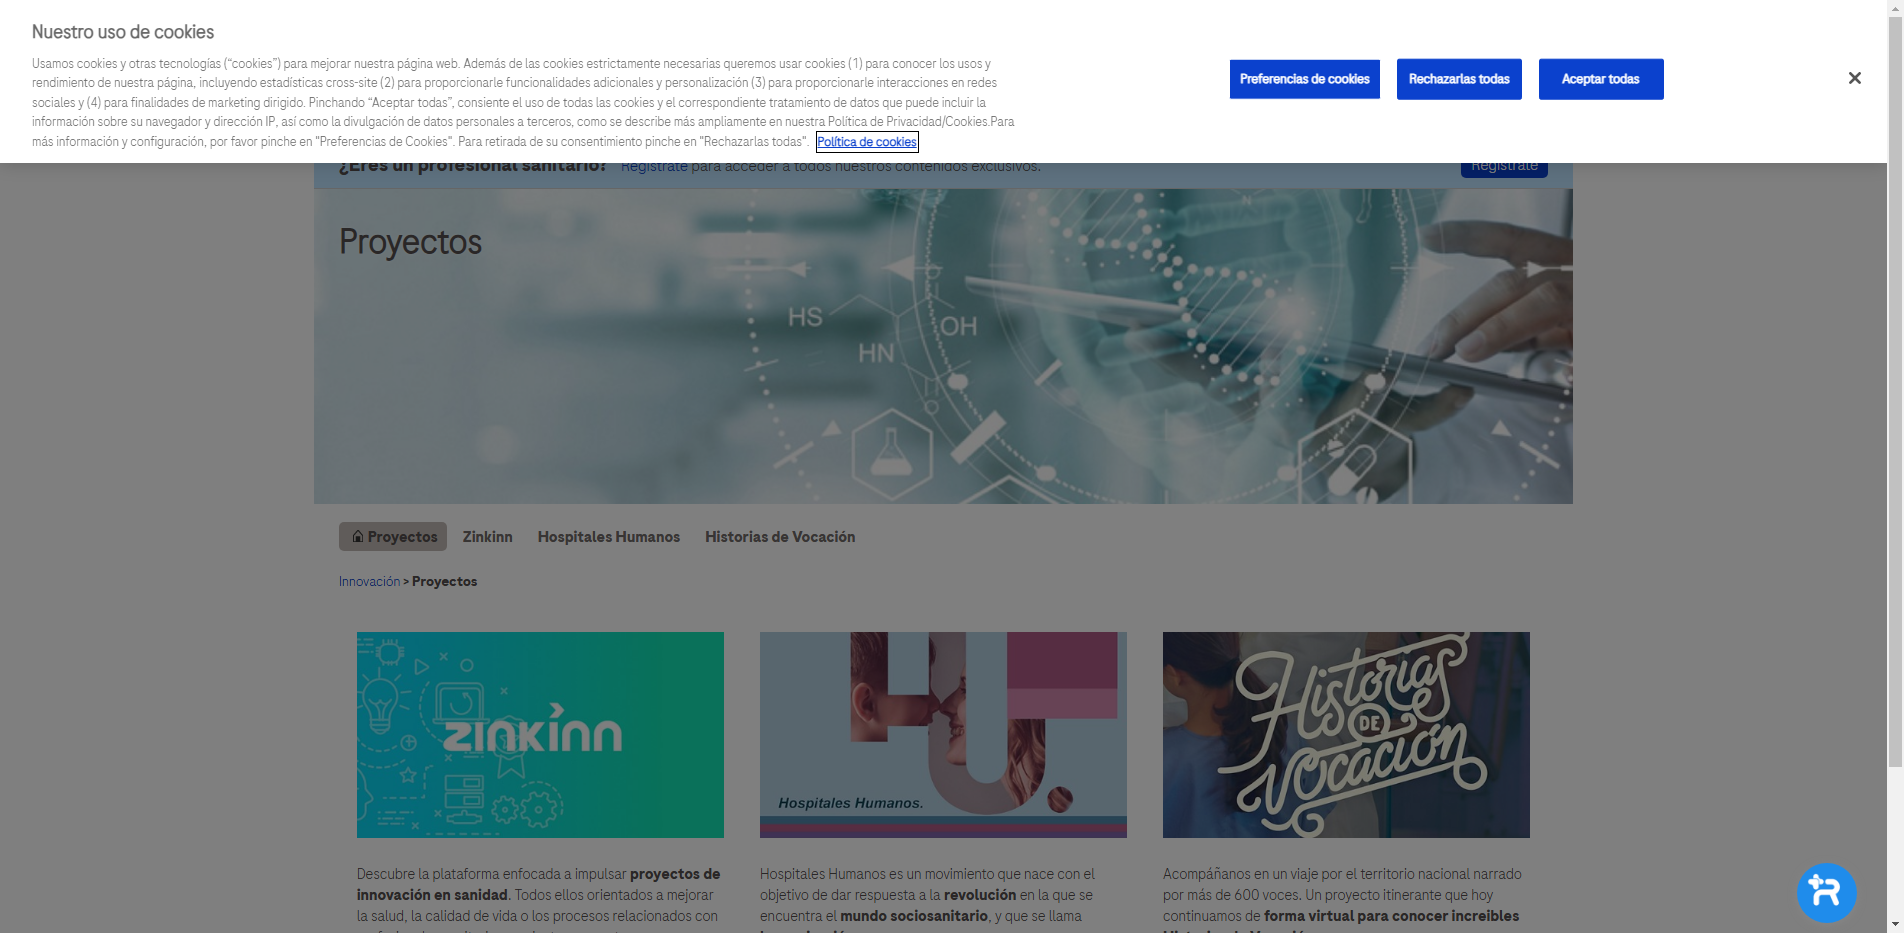 Nuestro uso de cookies
Usamos cookies y otras tecnologías (“cookies”) para mejorar nuestra página web. Además de las cookies estrictamente necesarias queremos usar cookies (1) para conocer los usos y
rendimiento de nuestra página, incluyendo estadísticas cross-site (2) para proporcionarle funcionalidades adicionales y personalización (3) para proporcionarle interacciones en redes
sociales y (4) para finalidades de marketing dirigido. Pinchando “Aceptar todas”, consiente el uso de todas las cookies y el correspondiente tratamiento de datos que puede incluir la
información sobre su navegador y dirección IP, así como la divulgación de datos personales a terceros, como se describe más ampliamente en nuestra Política de Privacidad/Cookies.Para
más información y configuración, por favor pinche en "Preferencias de Cookies". Para retirada de su consentimiento pinche en "Rechazarlas todas". Política de cookies
Preferencias de cookies
Rechazarlas todas
Aceptar todas
¿Eres un profesional sanitario? Regístrate para acceder a todos nuestros contenidos exclusivos.
Regístrate
Proyectos
HS
OH
HN
Proyectos
Zinkinn
Hospitales Humanos
Historias de Vocación
Innovación > Proyectos
zinkinn
Hospitales Humanos.
Historias
DE
Vocación
Descubre la plataforma enfocada a impulsar proyectos de
innovación en sanidad. Todos ellos orientados a mejorar
la salud, la calidad de vida o los procesos relacionados con
Hospitales Humanos es un movimiento que nace con el
objetivo de dar respuesta a la revolución en la que se
encuentra el mundo sociosanitario, y que se llama
Acompáñanos en un viaje por el territorio nacional narrado
por más de 600 voces. Un proyecto itinerante que hoy
continuamos de forma virtual para conocer increibles